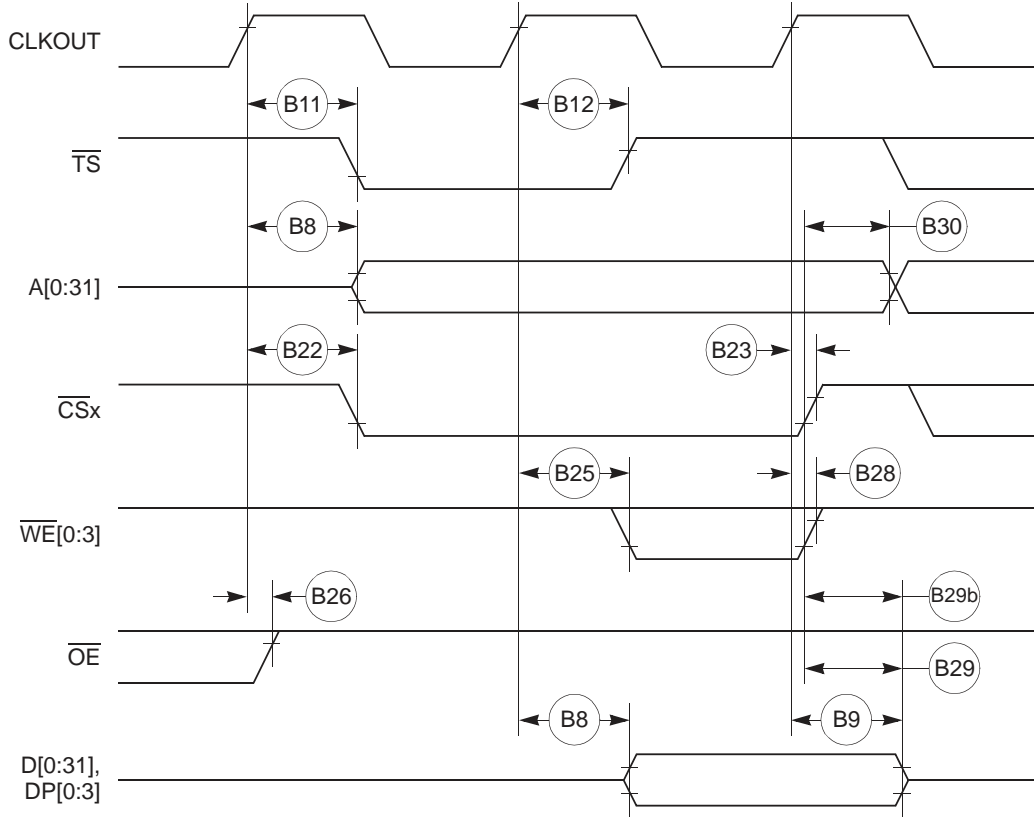 CLKOUT
B11
B12
TS
B8
B30
A[0:31]
B22
B23
CSx
B25
B28
WE[0:3]
B26
B29b
OE
B29
B8
B9
D[0:31],
DP[0:3]